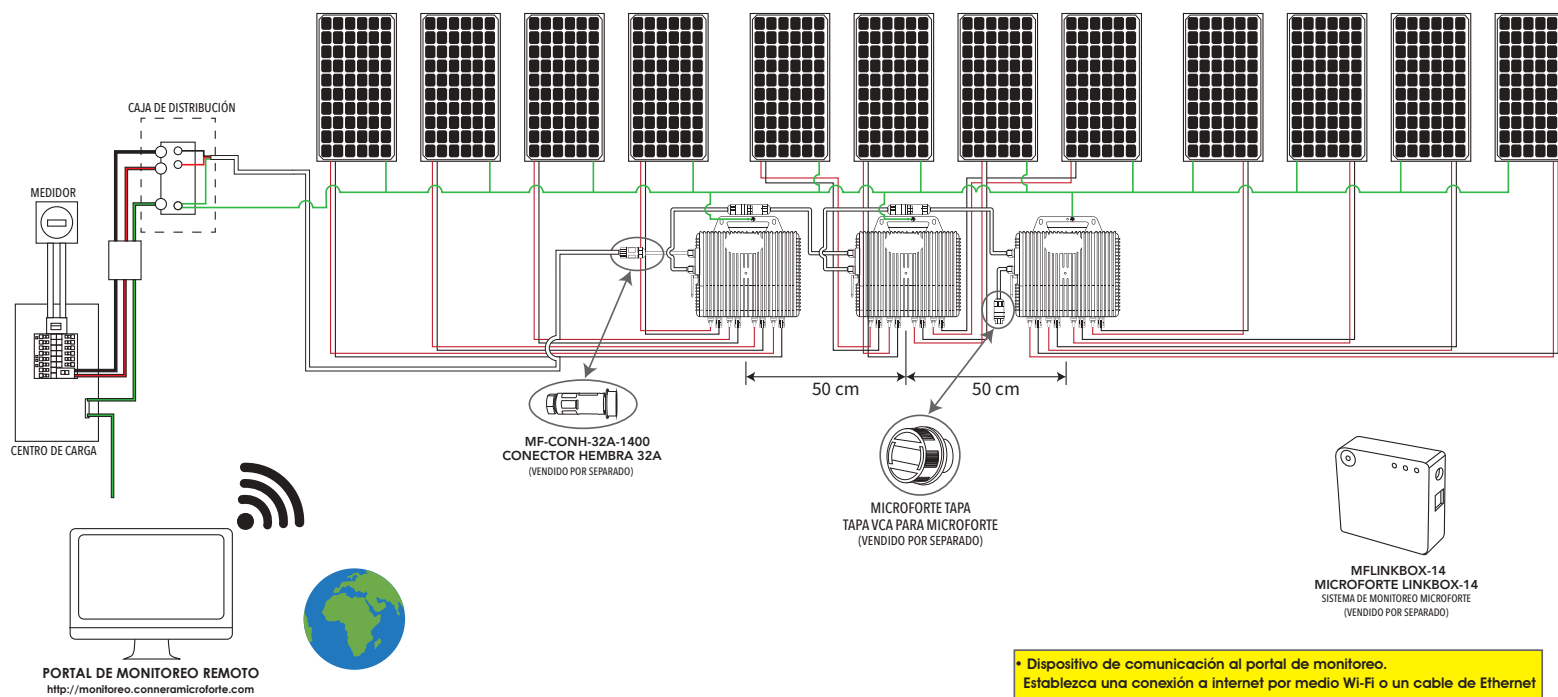 CAJA DE DISTRIBUCIÓN
MEDIDOR
CENTRO DE CARGA
50 cm
50 cm
MF-CONH-32A-1400
CONECTOR HEMBRA 32A
(VENDIDO POR SEPARADO)
MICROFORTE TAPA
TAPA VCA PARA MICROFORTE
(VENDIDO POR SEPARADO)
MFLINKBOX-14
MICROFORTE LINKBOX-14
SISTEMA DE MONITOREO MICROFORTE
(VENDIDO POR SEPARADO)
PORTAL DE MONITOREO REMOTO
http://monitoreo.conneramicroforte.com
• Dispositivo de comunicación al portal de monitoreo.
Establezca una conexión a internet por medio Wi-Fi o un cable de Ethernet